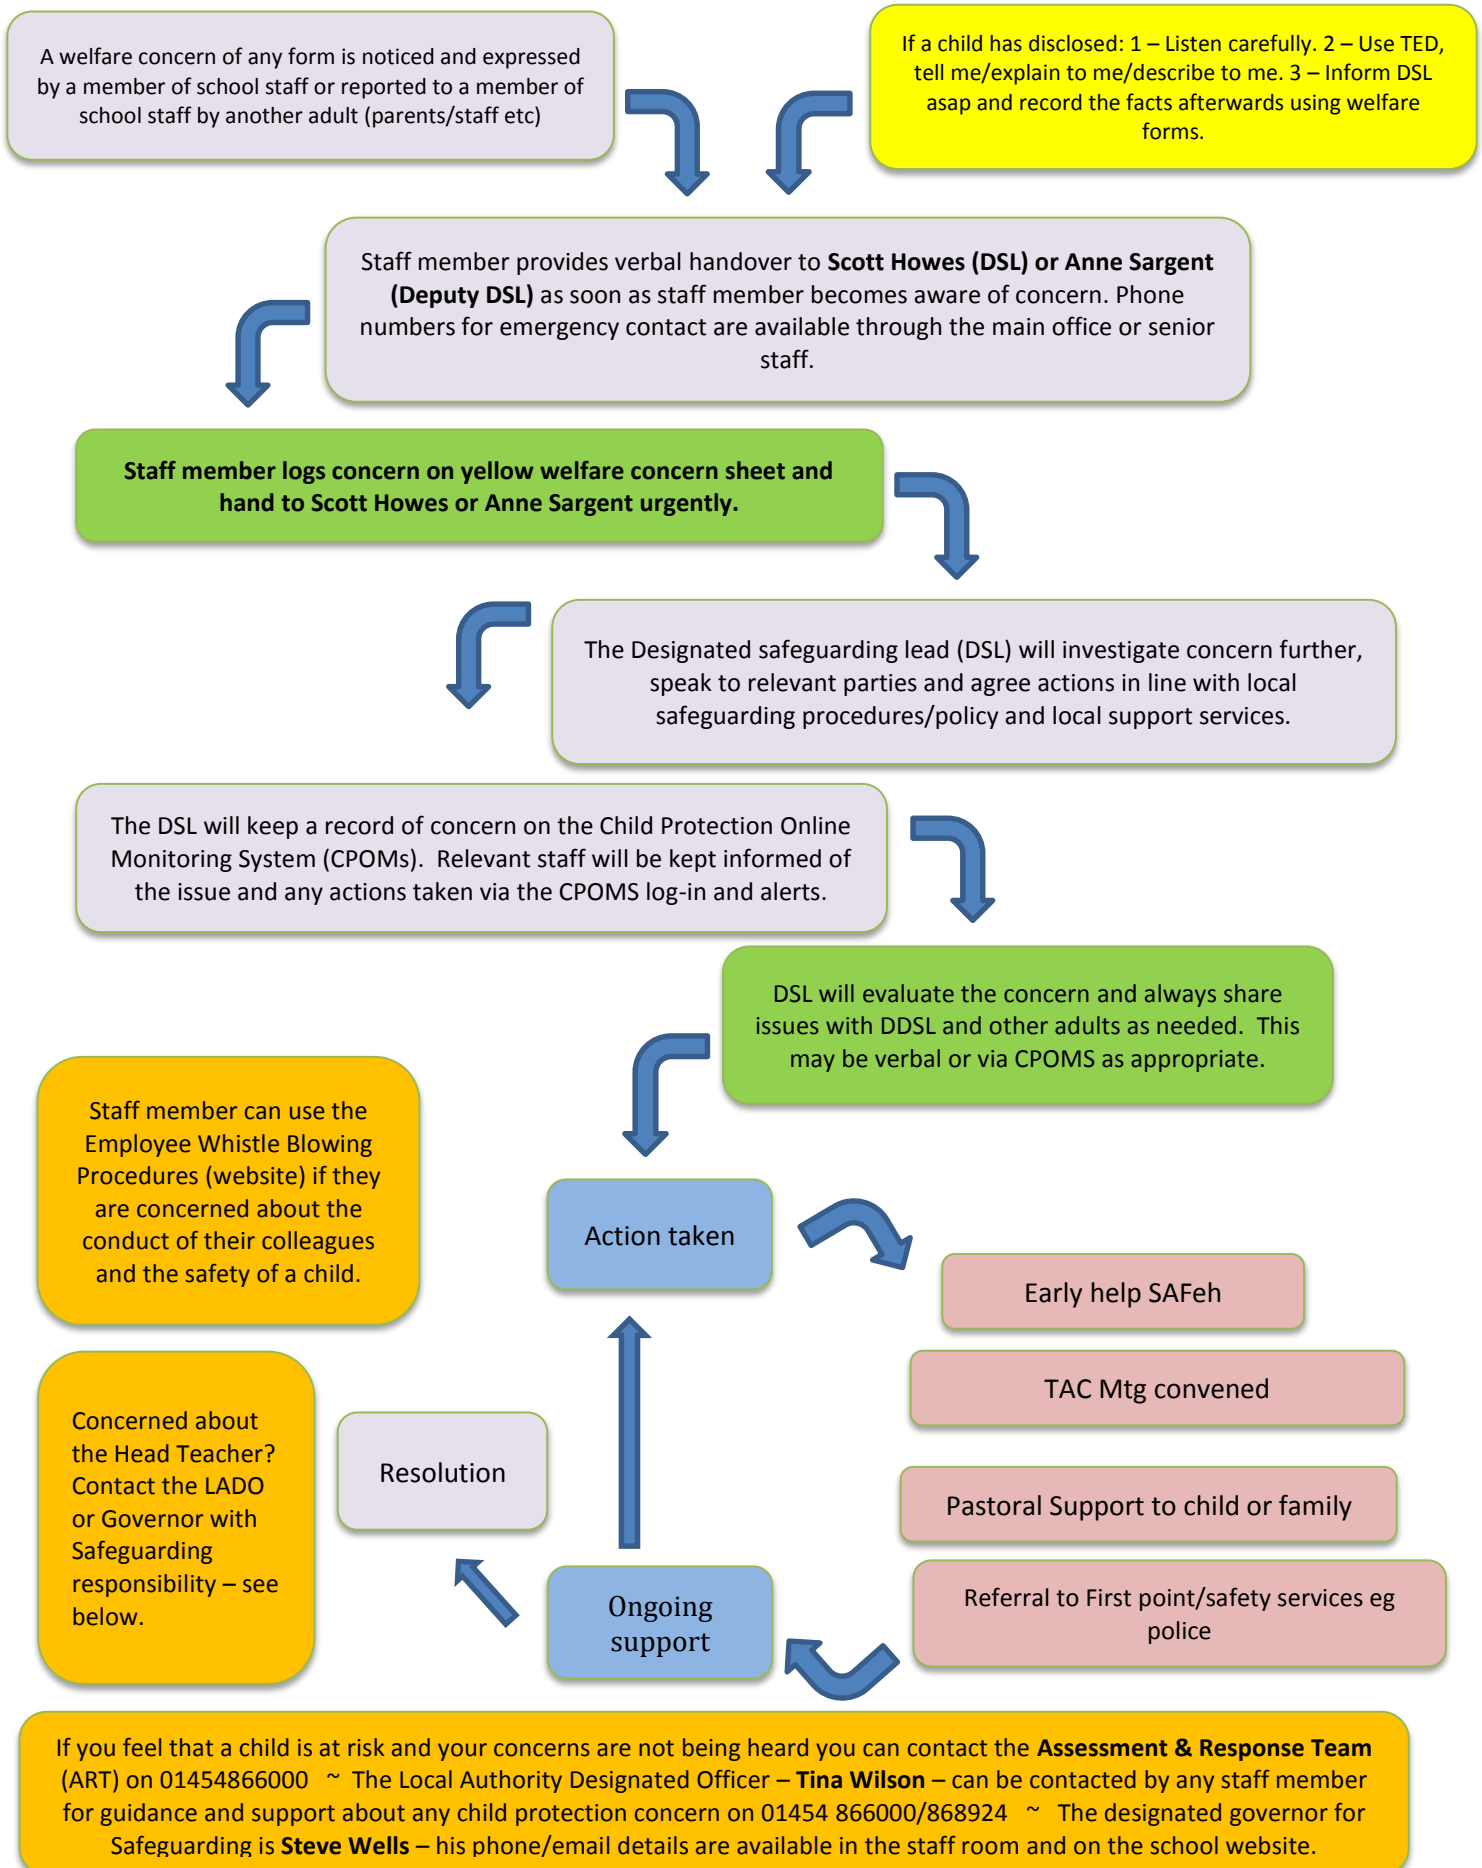 A welfare concern of any form is noticed and expressed
by a member of school staff or reported to a member of
school staff by another adult (parents/staff etc)
If a child has disclosed: 1 – Listen carefully. 2 – Use TED,
tell me/explain to me/describe to me. 3 – Inform DSL
asap and record the facts afterwards using welfare
forms.
Staff member provides verbal handover to Scott Howes (DSL) or Anne Sargent
(Deputy DSL) as soon as staff member becomes aware of concern. Phone
numbers for emergency contact are available through the main office or senior
staff.
Staff member logs concern on yellow welfare concern sheet and
hand to Scott Howes or Anne Sargent urgently.
The Designated safeguarding lead (DSL) will investigate concern further,
speak to relevant parties and agree actions in line with local
safeguarding procedures/policy and local support services.
The DSL will keep a record of concern on the Child Protection Online
Monitoring System (CPOMs).  Relevant staff will be kept informed of
the issue and any actions taken via the CPOMS log-in and alerts.
DSL will evaluate the concern and always share
issues with DDSL and other adults as needed.  This
may be verbal or via CPOMS as appropriate.
Staff member can use the
Employee Whistle Blowing
Procedures (website) if they
are concerned about the
conduct of their colleagues
and the safety of a child.
Action taken
Early help SAFeh
TAC Mtg convened
Pastoral Support to child or family
Referral to First point/safety services eg
police
Concerned about
the Head Teacher?
Contact the LADO
or Governor with
Safeguarding
responsibility – see
below.
Resolution
Ongoing
support
If you feel that a child is at risk and your concerns are not being heard you can contact the Assessment & Response Team
(ART) on 01454866000   ~  The Local Authority Designated Officer – Tina Wilson – can be contacted by any staff member
for guidance and support about any child protection concern on 01454 866000/868924   ~   The designated governor for
Safeguarding is Steve Wells – his phone/email details are available in the staff room and on the school website.